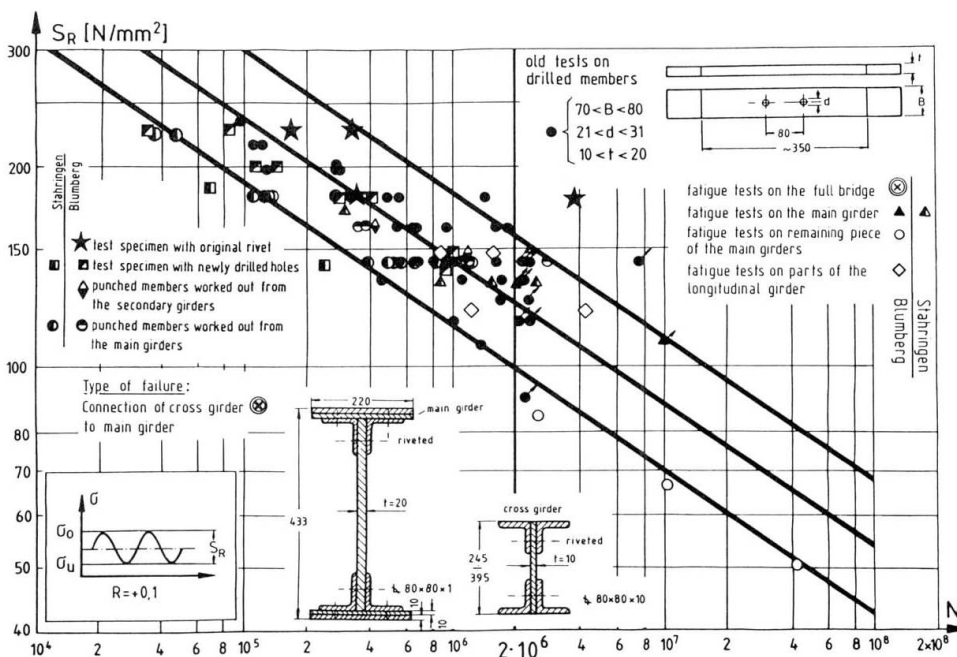 S_R [N/mm²]
300
200
150
100
80
70
60
50
40
old tests on
drilled members
70 < B < 80
21 < d < 31
10 < t < 20
t
B
d
80
~350
Stahringen
Blumberg
test specimen with original rivet
test specimen with newly drilled holes
punched members worked out from
the secondary girders
punched members worked out from
the main girders
fatigue tests on the full bridge
fatigue tests on the main girder
fatigue tests on remaining piece
of the main girders
fatigue tests on parts of the
longitudinal girder
Blumberg
Stahringen
Type of failure:
Connection of cross girder
to main girder
σ
σo
σu
S_R
R=+0,1
220
main girder
riveted
433
t=20
80×80×1
10
10
cross girder
riveted
245
395
t=10
80×80×10
N
10⁴
2
4
6
8
10⁵
2
4
6
8
10⁶
2·10⁶
4
6
8
10⁷
2
4
6
8
10⁸
2×10⁸